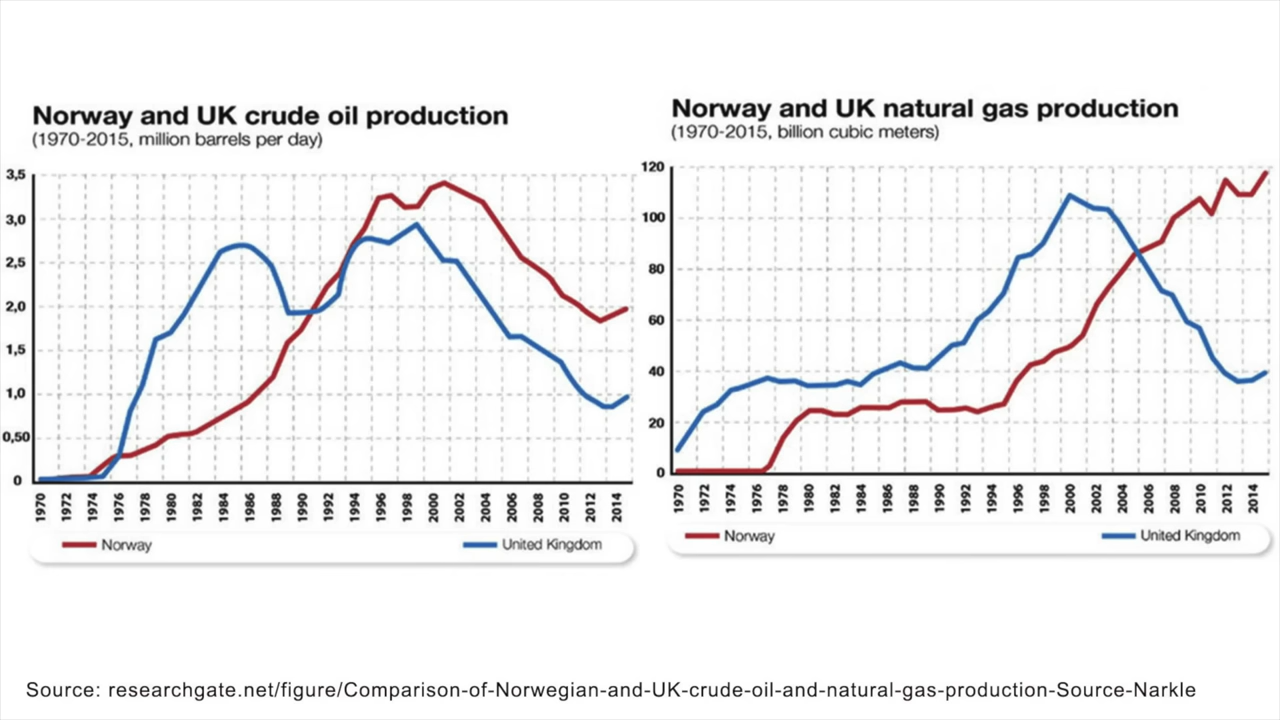 Norway and UK crude oil production
(1970-2015, million barrels per day)
3,5
3,0
2,5
2,0
1,5
1,0
0,50
0
1970 1972 1974 1976 1978 1980 1982 1984 1986 1988 1990 1992 1994 1996 1998 2000 2002 2004 2006 2008 2010 2012 2014
Norway United Kingdom
Norway and UK natural gas production
(1970-2015, billion cubic meters)
120
100
80
60
40
20
0
1970 1972 1974 1976 1978 1980 1982 1984 1986 1988 1990 1992 1994 1996 1998 2000 2002 2004 2006 2008 2010 2012 2014
Norway United Kingdom
Source: researchgate.net/figure/Comparison-of-Norwegian-and-UK-crude-oil-and-natural-gas-production-Source-Narkle